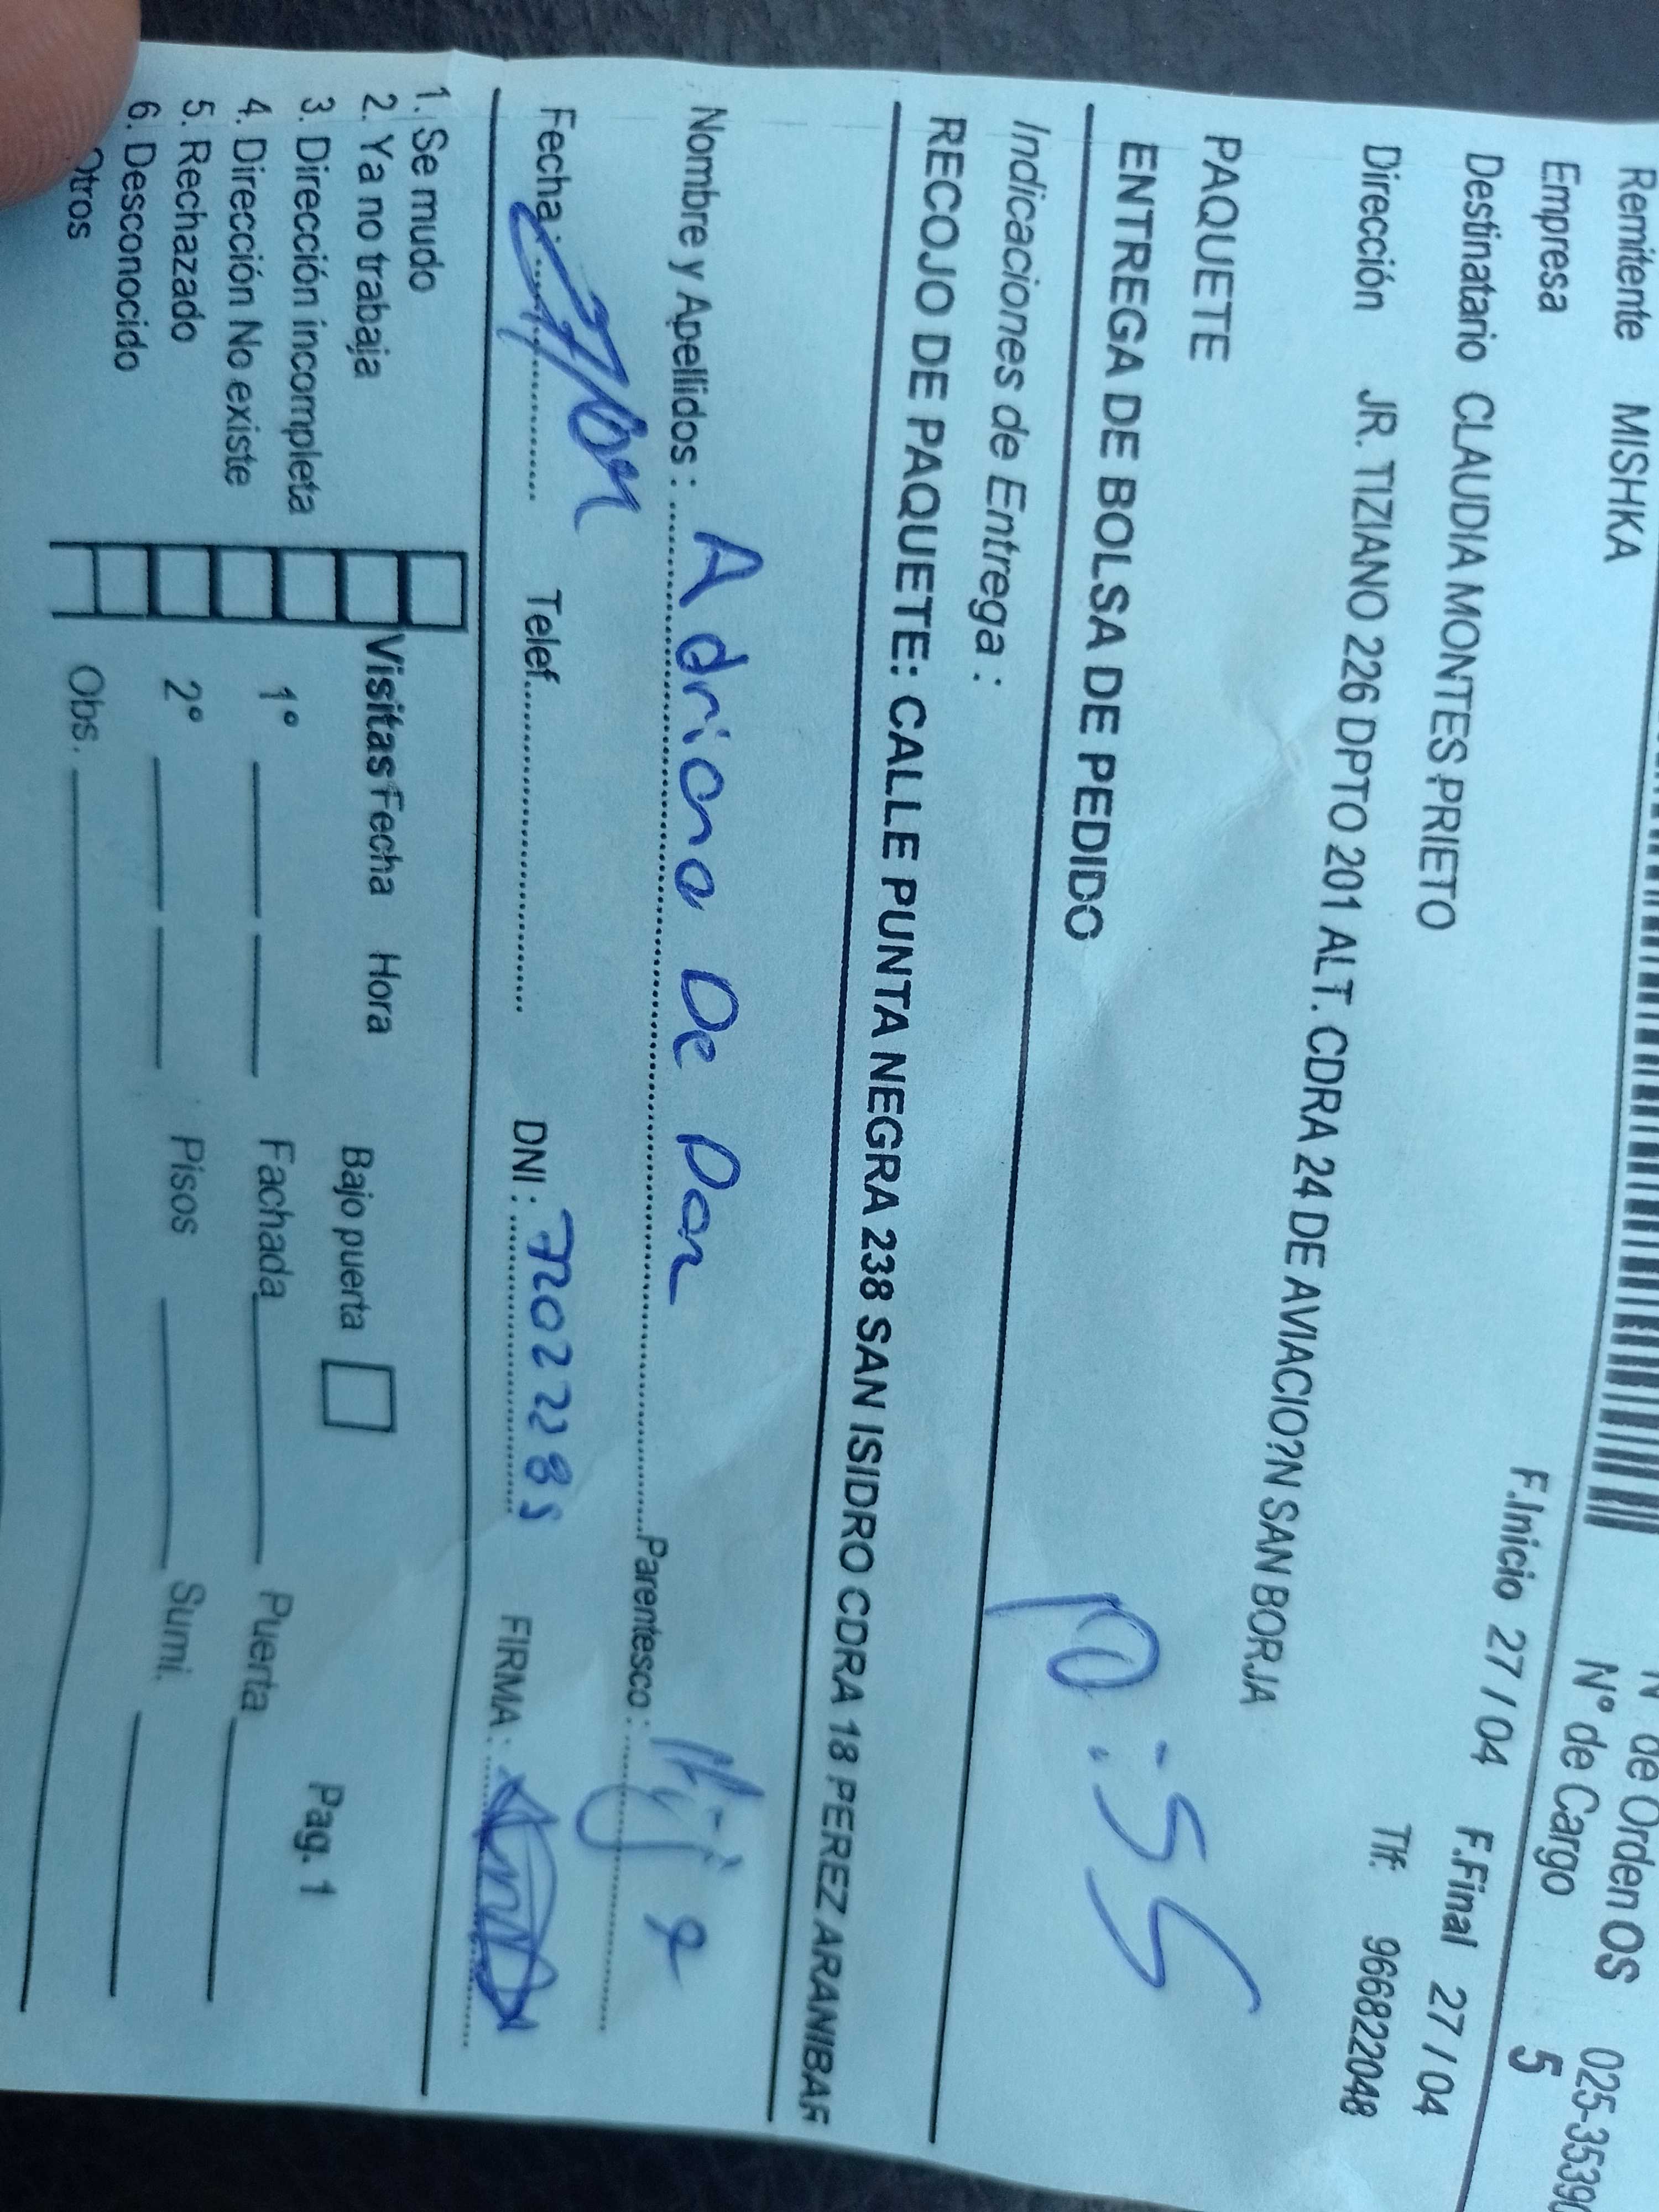 Remitente MISHKA
de Orden OS 025-3539
Empresa
N° de Cargo 5
Destinatario CLAUDIA MONTES PRIETO
F.Inicio 27 / 04 F.Final 27 / 04
Dirección JR. TIZIANO 226 DPTO 201 ALT. CDRA 24 DE AVIACIO?N SAN BORJA
Tlf: 966822048
PAQUETE
ENTREGA DE BOLSA DE PEDIDO
10:55
Indicaciones de Entrega :
RECOJO DE PAQUETE: CALLE PUNTA NEGRA 238 SAN ISIDRO CDRA 18 PEREZ ARANIBAR
Nombre y Apellidos : Adriana De Parentesco : Hija
Fecha : Telef. DNI : FIRMA :
1. Se mudo
2. Ya no trabaja
3. Dirección incompleta
4. Dirección No existe
5. Rechazado
6. Desconocido
Otros
Visitas Fecha Hora Bajo puerta Pag. 1
1° Fachada Puerta
2° Pisos Sumi.
Obs.